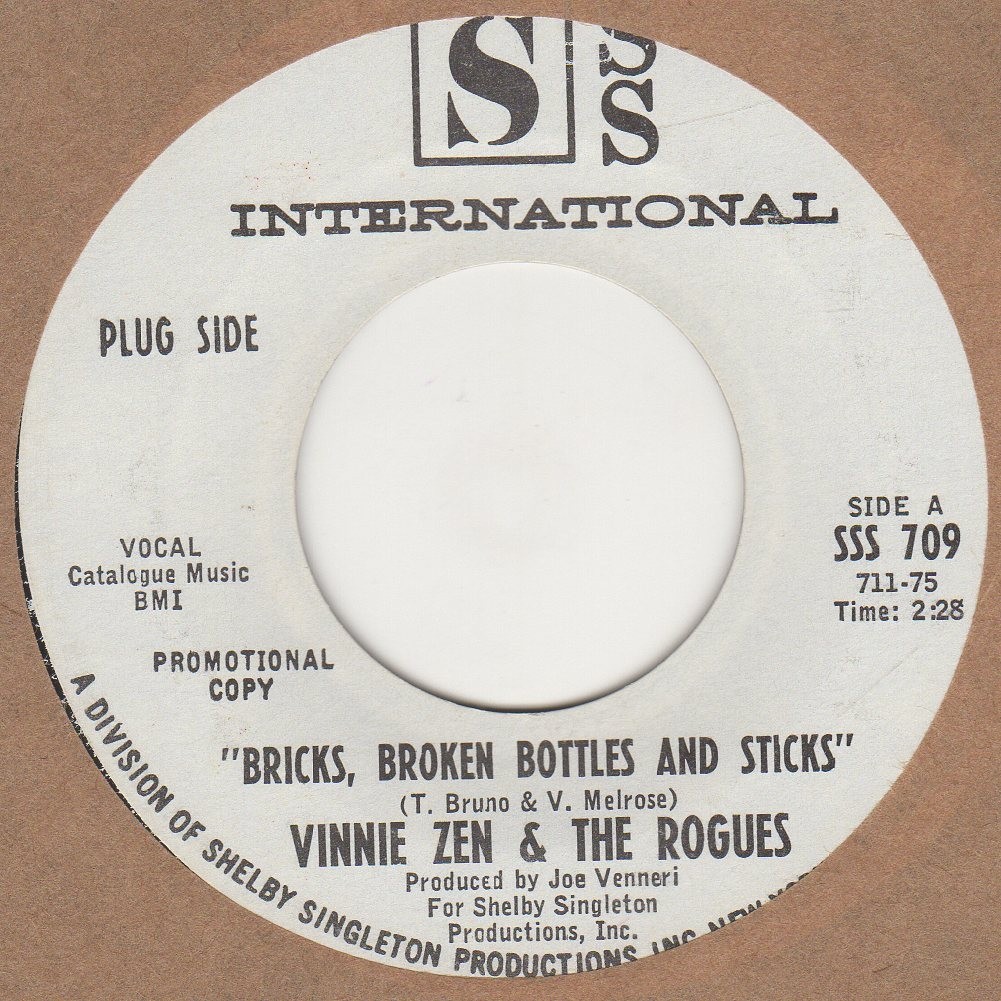 S
SSS
INTERNATIONAL
PLUG SIDE
SIDE A
SSS 709
711-75
Time: 2:28
VOCAL
Catalogue Music
BMI
PROMOTIONAL
COPY
"BRICKS, BROKEN BOTTLES AND STICKS"
(T. Bruno & V. Melrose)
VINNIE ZEN & THE ROGUES
Produced by Joe Venneri
For Shelby Singleton
Productions, Inc.
A DIVISION OF SHELBY SINGLETON PRODUCTIONS, INC.